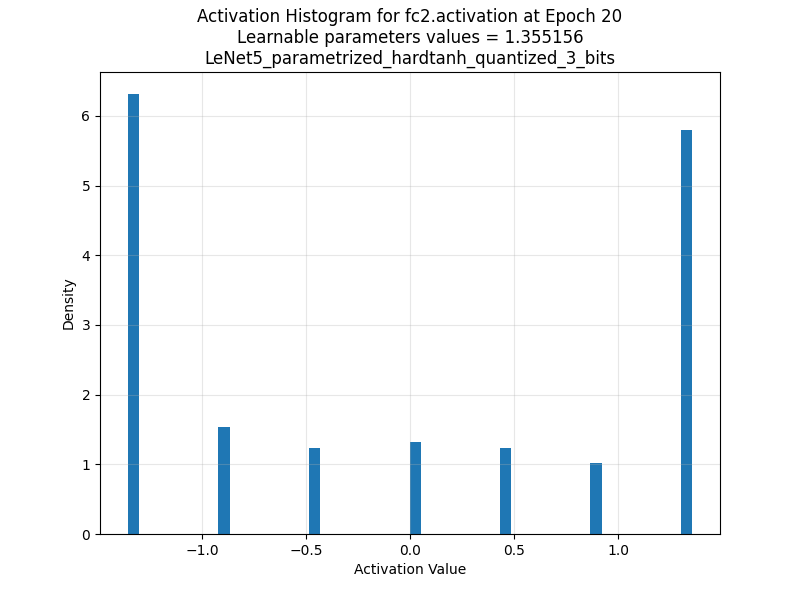 Activation Histogram for fc2.activation at Epoch 20
Learnable parameters values = 1.355156
LeNet5_parametrized_hardtanh_quantized_3_bits
6
5
4
3
2
1
0
Density
−1.0 −0.5 0.0 0.5 1.0
Activation Value